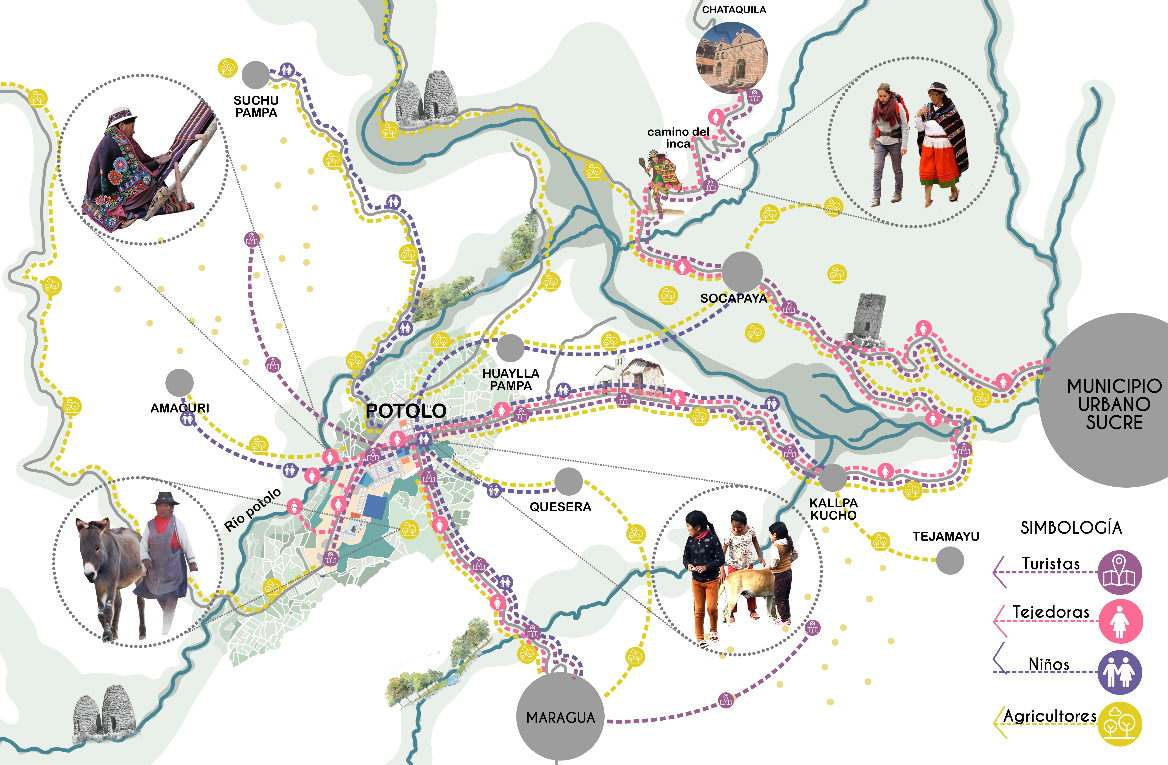 CHATAQUILA
SUCHU
PAMPA
camino del
inca
SOCAPAYA
HUAYLLA
PAMPA
MUNICIPIO
URBANO
SUCRE
AMAGURI
POTOLO
Rio potolo
QUESERA
KALLPA
KUCHO
TEJAMAYU
MARAGUA
SIMBOLOGÍA
Turistas
Tejedoras
Niños
Agricultores